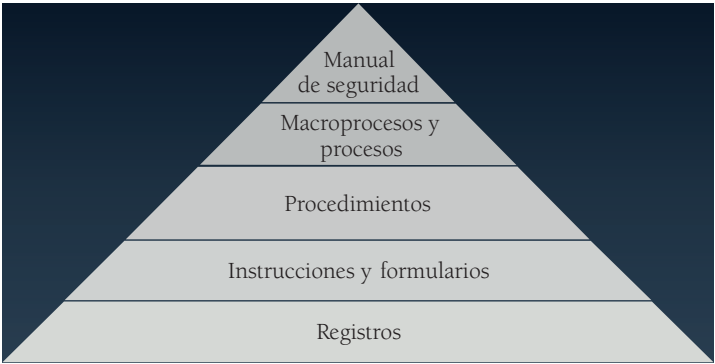 Manual
de seguridad
Macroprocesos y
procesos
Procedimientos
Instrucciones y formularios
Registros